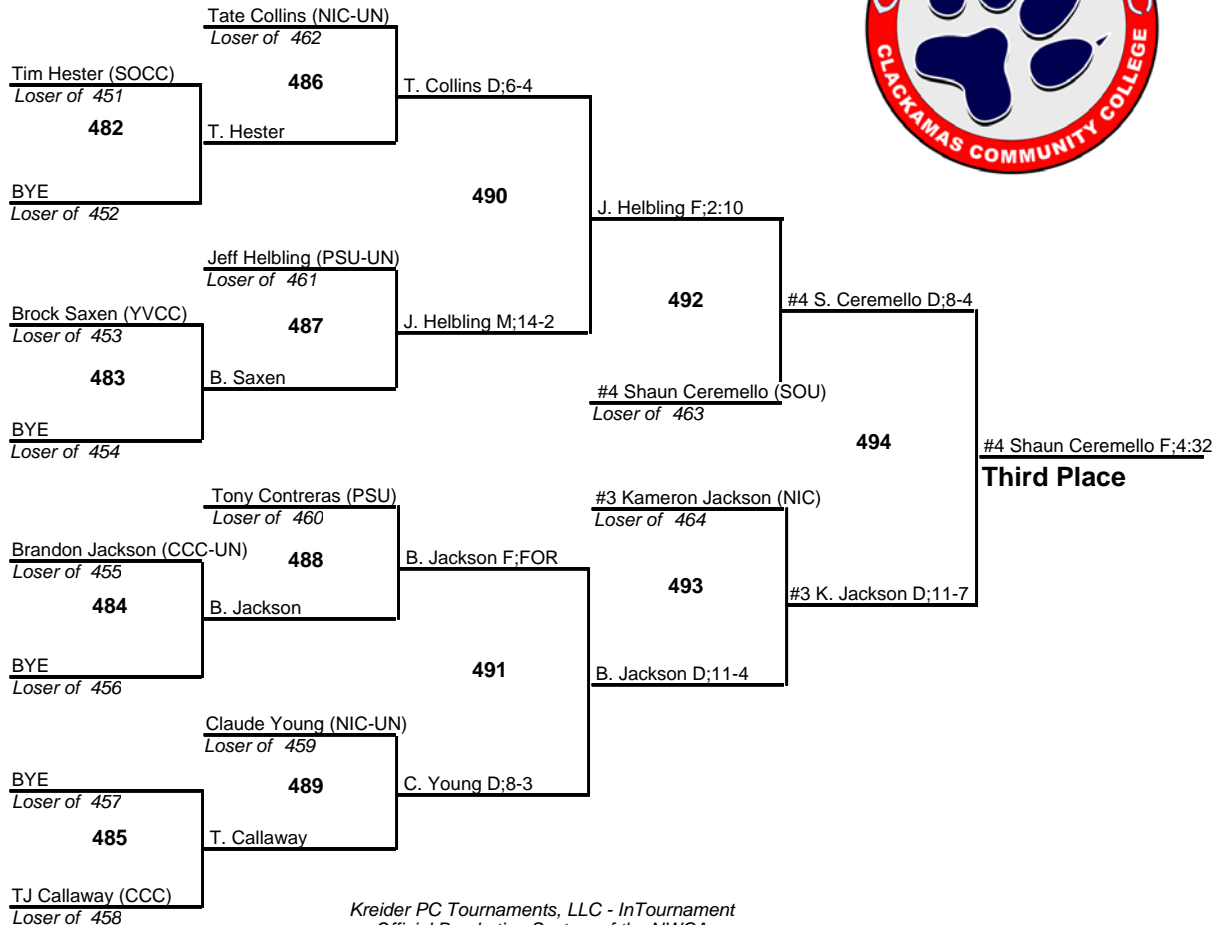 Tate Collins (NIC-UN)
Loser of 462
Tim Hester (SOCC)
Loser of 451
486
T. Collins D;6-4
482
T. Hester
BYE
Loser of 452
490
J. Helbling F;2:10
Jeff Helbling (PSU-UN)
Loser of 461
492
#4 S. Ceremello D;8-4
Brock Saxen (YVCC)
Loser of 453
487
J. Helbling M;14-2
483
B. Saxen
#4 Shaun Ceremello (SOU)
Loser of 463
BYE
Loser of 454
494
#4 Shaun Ceremello F;4:32
Third Place
Tony Contreras (PSU)
Loser of 460
#3 Kameron Jackson (NIC)
Loser of 464
Brandon Jackson (CCC-UN)
Loser of 455
488
B. Jackson F;FOR
493
#3 K. Jackson D;11-7
484
B. Jackson
BYE
Loser of 456
491
B. Jackson D;11-4
Claude Young (NIC-UN)
Loser of 459
BYE
Loser of 457
489
C. Young D;8-3
485
T. Callaway
TJ Callaway (CCC)
Loser of 458
Kreider PC Tournaments, LLC - InTournament
CLACKAMAS COMMUNITY COLLEGE